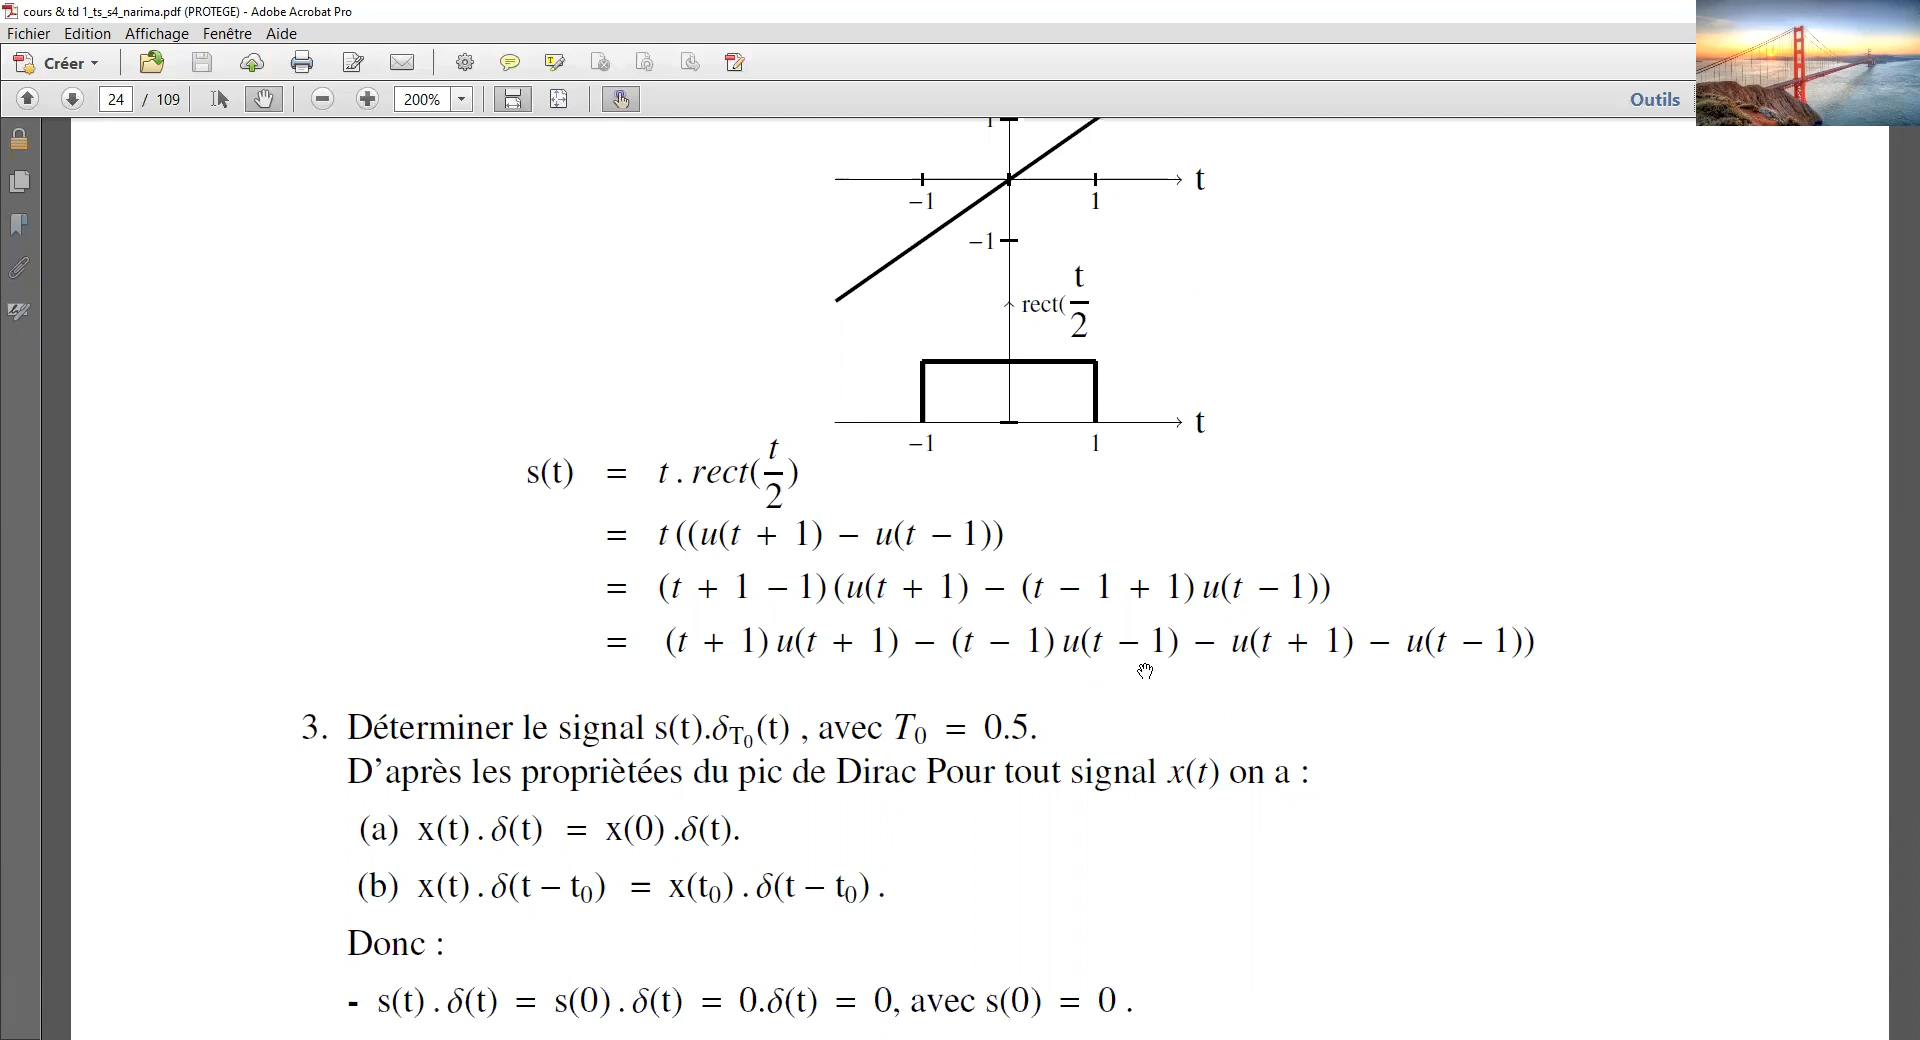 cours & td 1_ts_s4_narima.pdf (PROTEGE) - Adobe Acrobat Pro
Fichier Edition Affichage Fenêtre Aide
Créer
24 / 109 200% Outils
1
t
−1 1
−1
rect( t/2
t
−1 1
s(t) = t . rect(t/2)
= t ((u(t + 1) − u(t − 1))
= (t + 1 − 1) (u(t + 1) − (t − 1 + 1) u(t − 1))
= (t + 1) u(t + 1) − (t − 1) u(t − 1) − u(t + 1) − u(t − 1))
3. Déterminer le signal s(t).δT₀(t) , avec T₀ = 0.5.
D’après les propriètées du pic de Dirac Pour tout signal x(t) on a :
(a) x(t) . δ(t) = x(0) .δ(t).
(b) x(t) . δ(t − t₀) = x(t₀) . δ(t − t₀) .
Donc :
- s(t) . δ(t) = s(0) . δ(t) = 0.δ(t) = 0, avec s(0) = 0 .